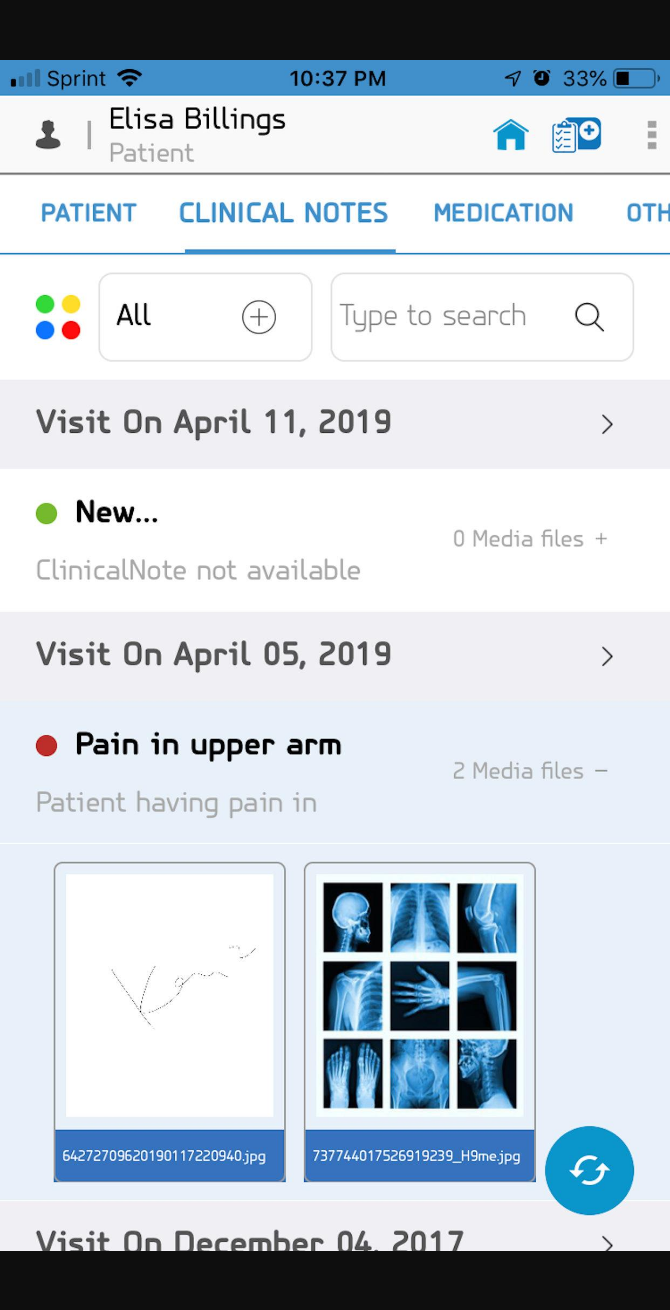 Sprint 10:37 PM 33%
Elisa Billings
Patient
PATIENT CLINICAL NOTES MEDICATION OTH
All Type to search
Visit On April 11, 2019
New...
0 Media files +
ClinicalNote not available
Visit On April 05, 2019
Pain in upper arm
2 Media files −
Patient having pain in
642727096201901172209​40.jpg 737744017526919239_H9me.jpg
Visit On December 04, 2017